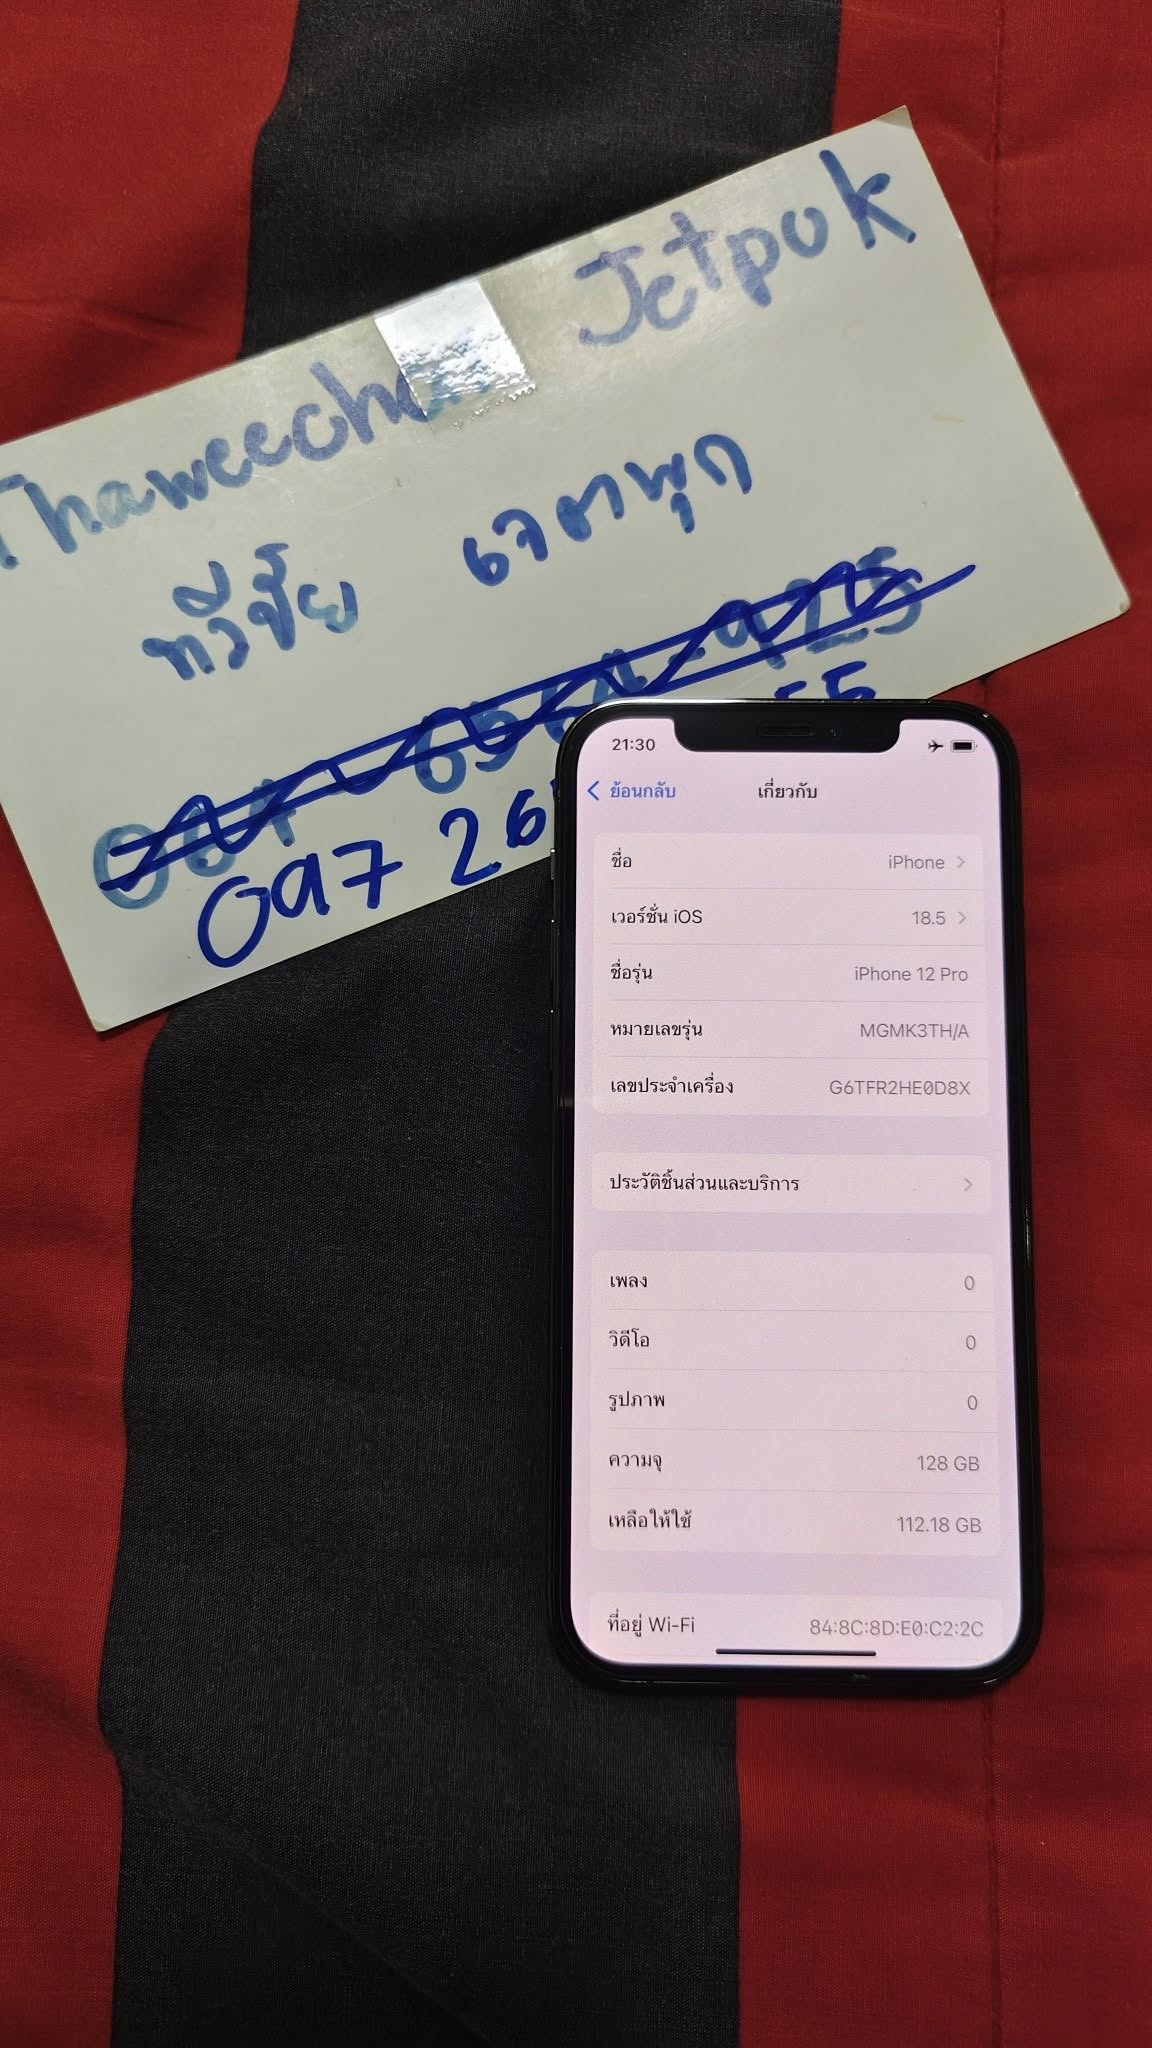 Jetpok
ทวีชัย เจตพุก
097 26
55
21:30
ย้อนกลับ เกี่ยวกับ
ชื่อ iPhone
เวอร์ชั่น iOS 18.5
ชื่อรุ่น iPhone 12 Pro
หมายเลขรุ่น MGMK3TH/A
เลขประจำเครื่อง G6TFR2HE0D8X
ประวัติชิ้นส่วนและบริการ
เพลง 0
วิดีโอ 0
รูปภาพ 0
ความจุ 128 GB
เหลือให้ใช้ 112.18 GB
ที่อยู่ Wi-Fi 84:8C:8D:E0:C2:2C